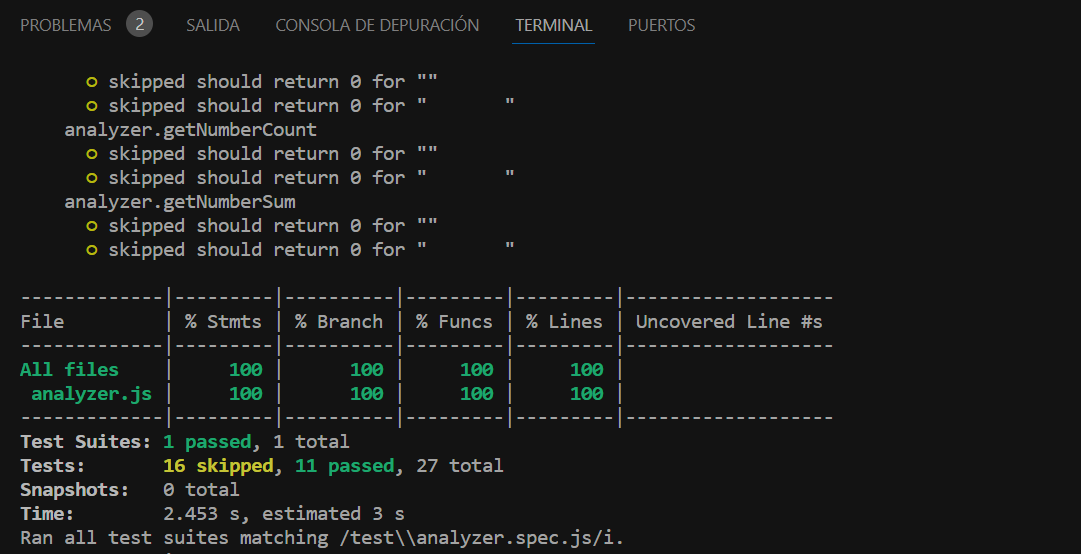 PROBLEMAS 2 SALIDA CONSOLA DE DEPURACIÓN TERMINAL PUERTOS
○ skipped should return 0 for ""
○ skipped should return 0 for "       "
analyzer.getNumberCount
○ skipped should return 0 for ""
○ skipped should return 0 for "       "
analyzer.getNumberSum
○ skipped should return 0 for ""
○ skipped should return 0 for "       "
-------------|---------|----------|---------|---------|-------------------
File         | % Stmts | % Branch | % Funcs | % Lines | Uncovered Line #s
-------------|---------|----------|---------|---------|-------------------
All files    |     100 |      100 |     100 |     100 |
 analyzer.js |     100 |      100 |     100 |     100 |
-------------|---------|----------|---------|---------|-------------------
Test Suites: 1 passed, 1 total
Tests:       16 skipped, 11 passed, 27 total
Snapshots:   0 total
Time:        2.453 s, estimated 3 s
Ran all test suites matching /test\\analyzer.spec.js/i.